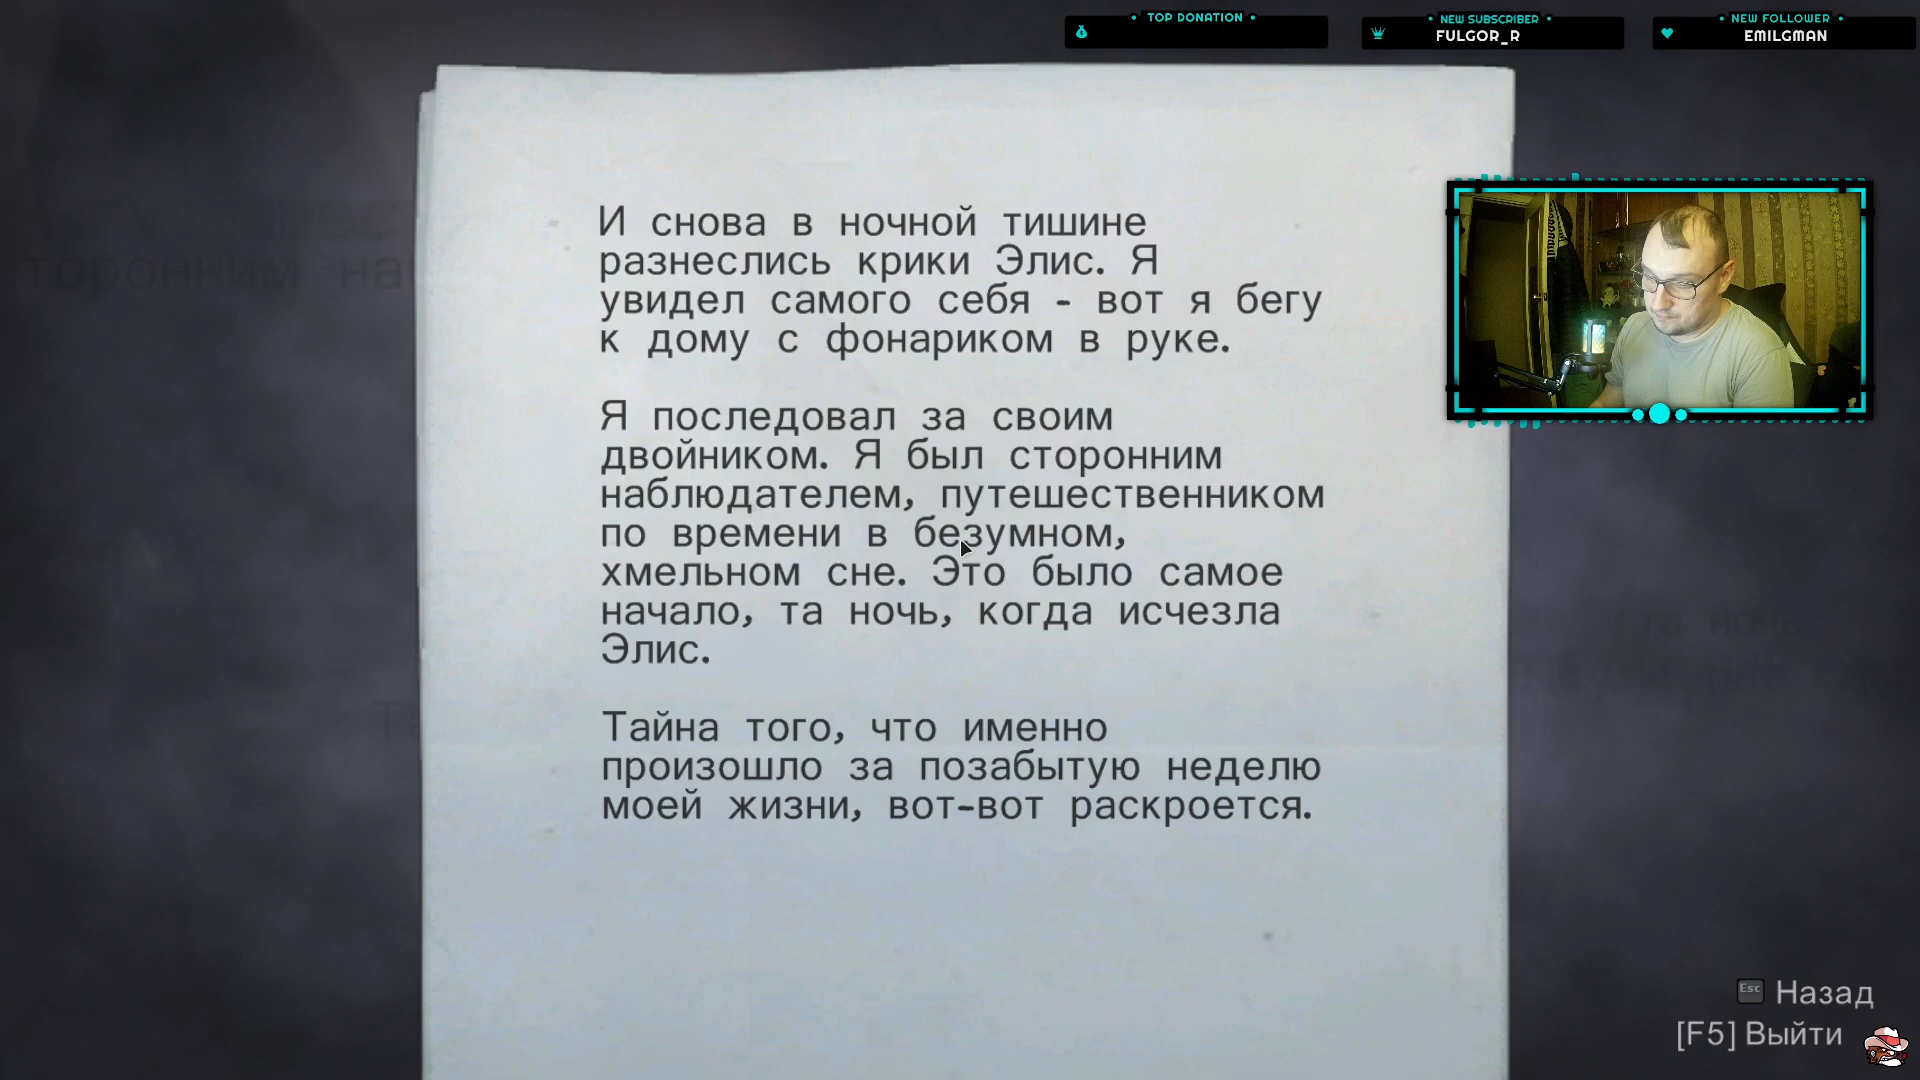 TOP DONATION
NEW SUBSCRIBER
FULGOR_R
NEW FOLLOWER
EMILGMAN
И снова в ночной тишине
разнеслись крики Элис. Я
увидел самого себя - вот я бегу
к дому с фонариком в руке.
Я последовал за своим
двойником. Я был сторонним
наблюдателем, путешественником
по времени в безумном,
хмельном сне. Это было самое
начало, та ночь, когда исчезла
Элис.
Тайна того, что именно
произошло за позабытую неделю
моей жизни, вот-вот раскроется.
Esc Назад
[F5] Выйти